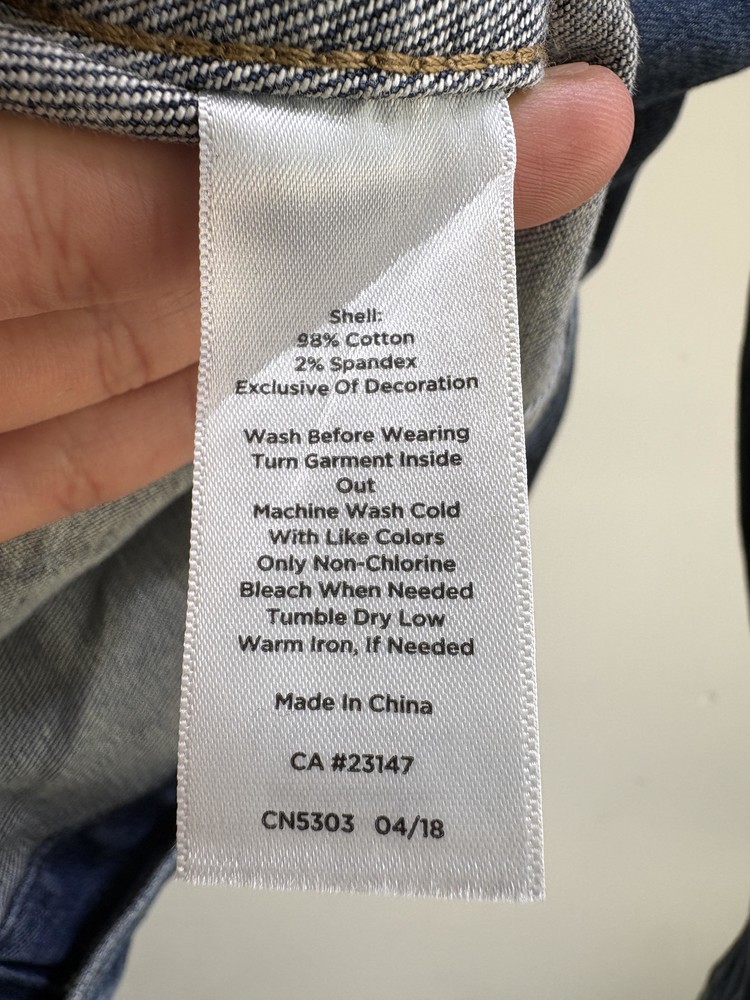 Shell:
98% Cotton
2% Spandex
Exclusive Of Decoration
Wash Before Wearing
Turn Garment Inside
Out
Machine Wash Cold
With Like Colors
Only Non-Chlorine
Bleach When Needed
Tumble Dry Low
Warm Iron, If Needed
Made In China
CA #23147
CN5303 04/18